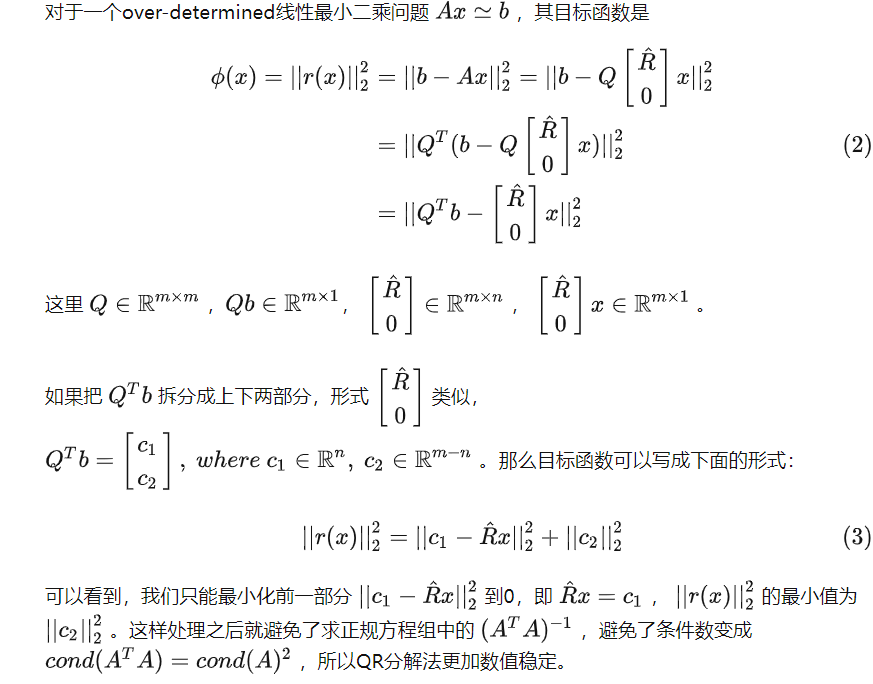 对于一个over-determined线性最小二乘问题 $Ax \simeq b$ ，其目标函数是
$$\phi(x) = ||r(x)||_2^2 = ||b - Ax||_2^2 = ||b - Q \begin{bmatrix} \hat{R} \\ 0 \end{bmatrix} x||_2^2$$
$$= ||Q^T(b - Q \begin{bmatrix} \hat{R} \\ 0 \end{bmatrix} x)||_2^2 \quad (2)$$
$$= ||Q^T b - \begin{bmatrix} \hat{R} \\ 0 \end{bmatrix} x||_2^2$$
这里 $Q \in \mathbb{R}^{m \times m}$ ，$Qb \in \mathbb{R}^{m \times 1}$，$\begin{bmatrix} \hat{R} \\ 0 \end{bmatrix} \in \mathbb{R}^{m \times n}$ ，$\begin{bmatrix} \hat{R} \\ 0 \end{bmatrix} x \in \mathbb{R}^{m \times 1}$ 。
如果把 $Q^T b$ 拆分成上下两部分，形式 $\begin{bmatrix} \hat{R} \\ 0 \end{bmatrix}$ 类似，
$Q^T b = \begin{bmatrix} c_1 \\ c_2 \end{bmatrix}, \ where \ c_1 \in \mathbb{R}^n, \ c_2 \in \mathbb{R}^{m-n}$ 。那么目标函数可以写成下面的形式：
$$||r(x)||_2^2 = ||c_1 - \hat{R}x||_2^2 + ||c_2||_2^2 \quad (3)$$
可以看到，我们只能最小化前一部分 $||c_1 - \hat{R}x||_2^2$ 到0，即 $\hat{R}x = c_1$ ，$||r(x)||_2^2$ 的最小值为
$||c_2||_2^2$ 。这样处理之后就避免了求正规方程组中的 $(A^T A)^{-1}$ ，避免了条件数变成
$cond(A^T A) = cond(A)^2$ ，所以QR分解法更加数值稳定。